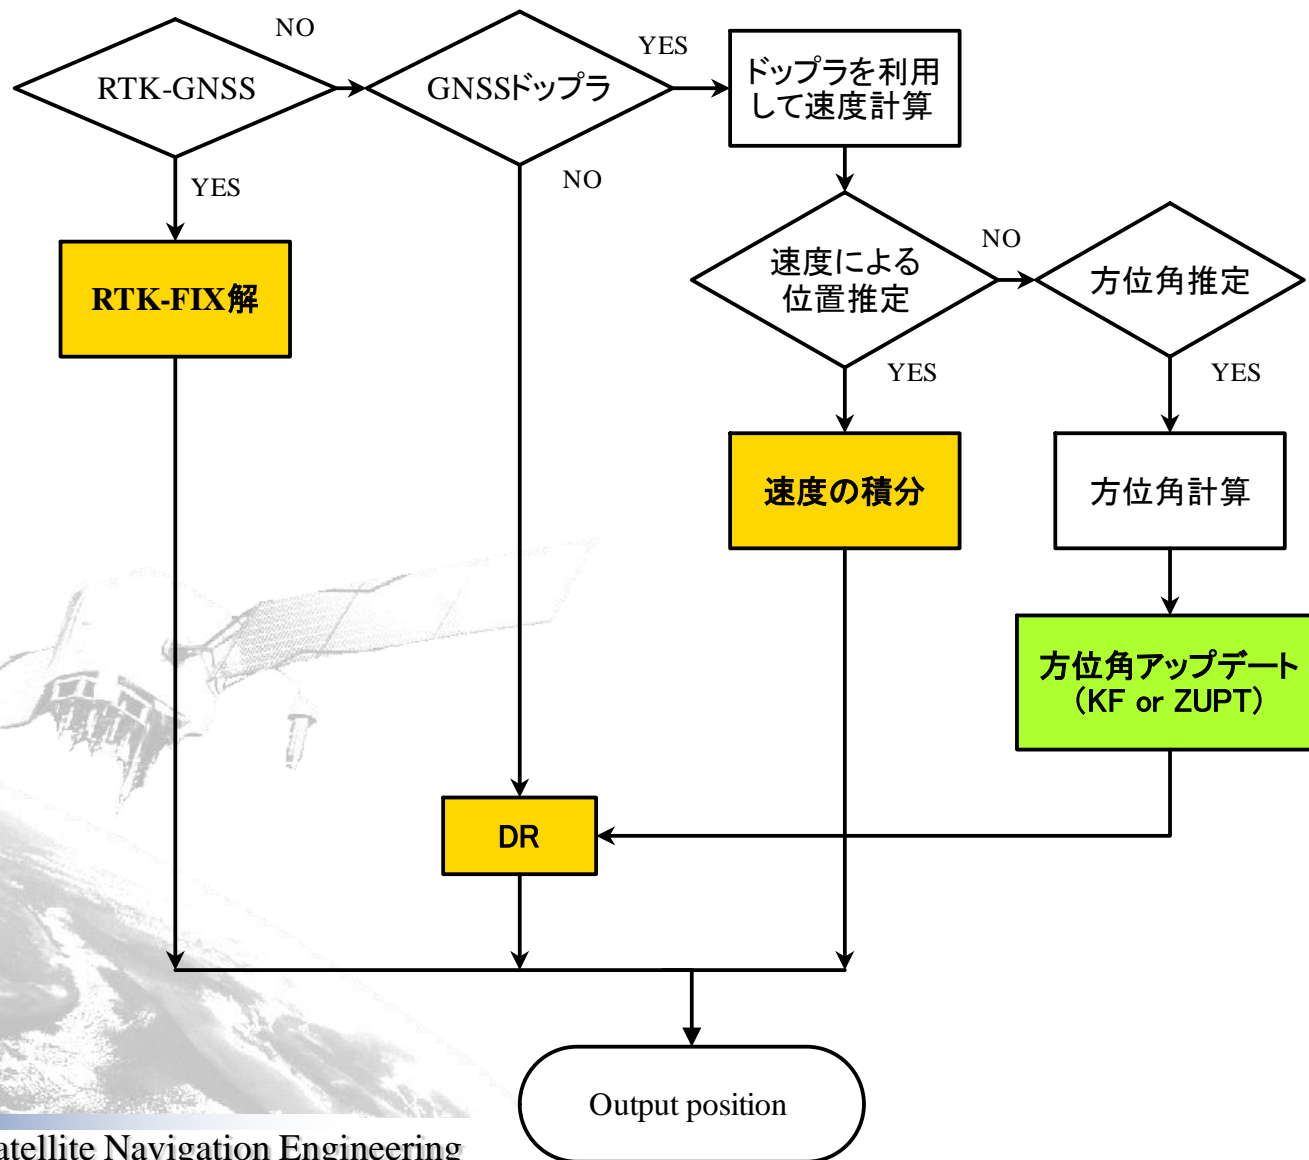 NO
RTK-GNSS
YES
GNSSドップラ
YES
NO
ドップラを利用
して速度計算
RTK-FIX解
速度による
位置推定
NO
YES
方位角推定
YES
速度の積分
方位角計算
方位角アップデート
（KF or ZUPT）
DR
Output position
Navigation Engineering